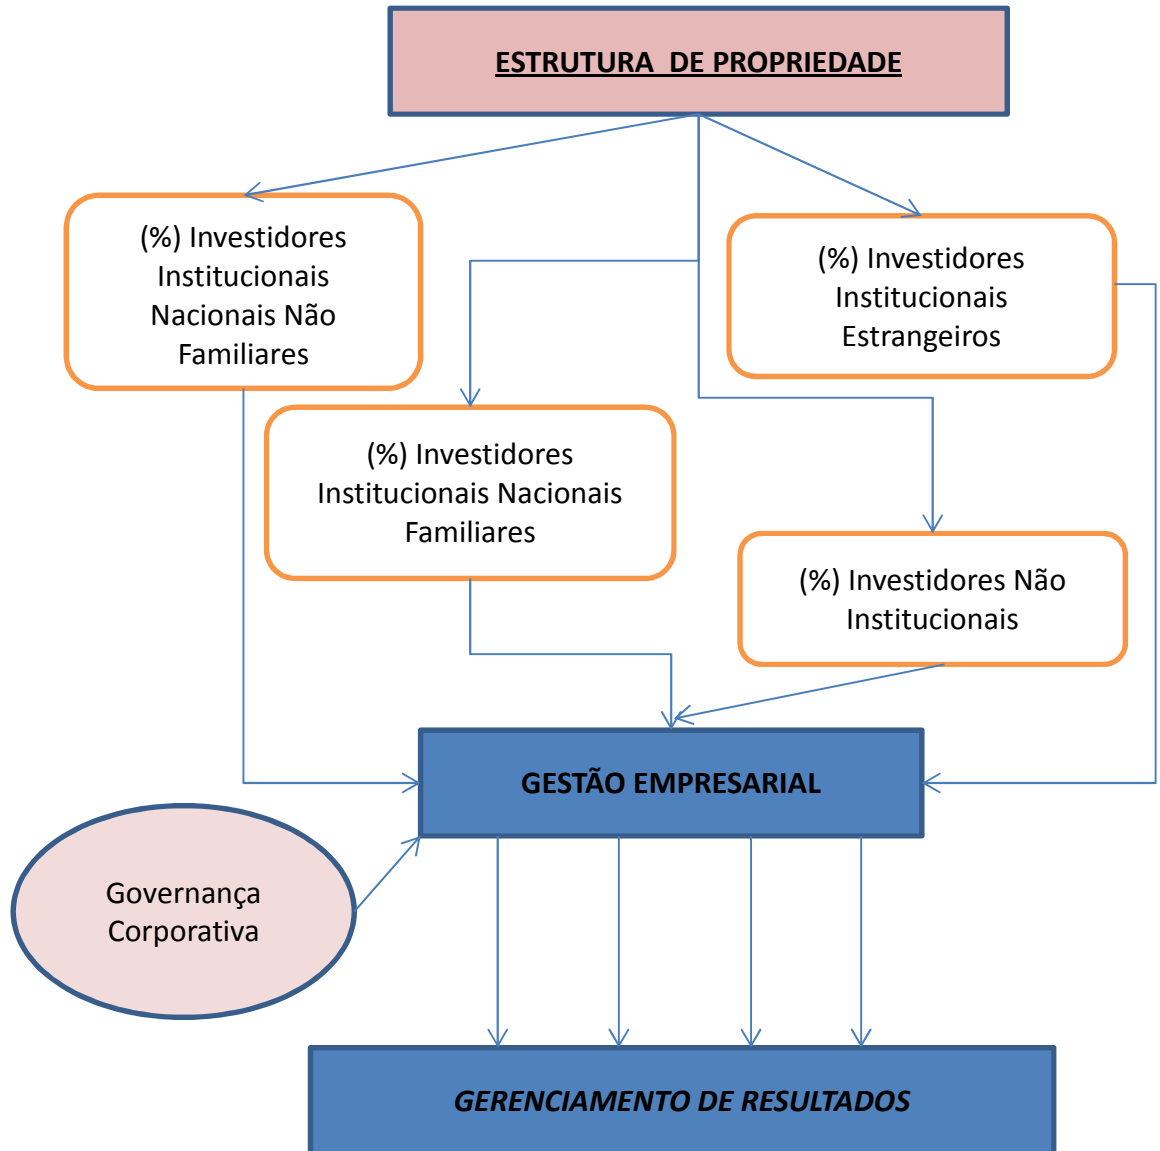 ESTRUTURA DE PROPRIEDADE
(%) Investidores
Institucionais
Nacionais Não
Familiares
(%) Investidores
Institucionais
Estrangeiros
(%) Investidores
Institucionais Nacionais
Familiares
(%) Investidores Não
Institucionais
GESTÃO EMPRESARIAL
Governança
Corporativa
GERENCIAMENTO DE RESULTADOS